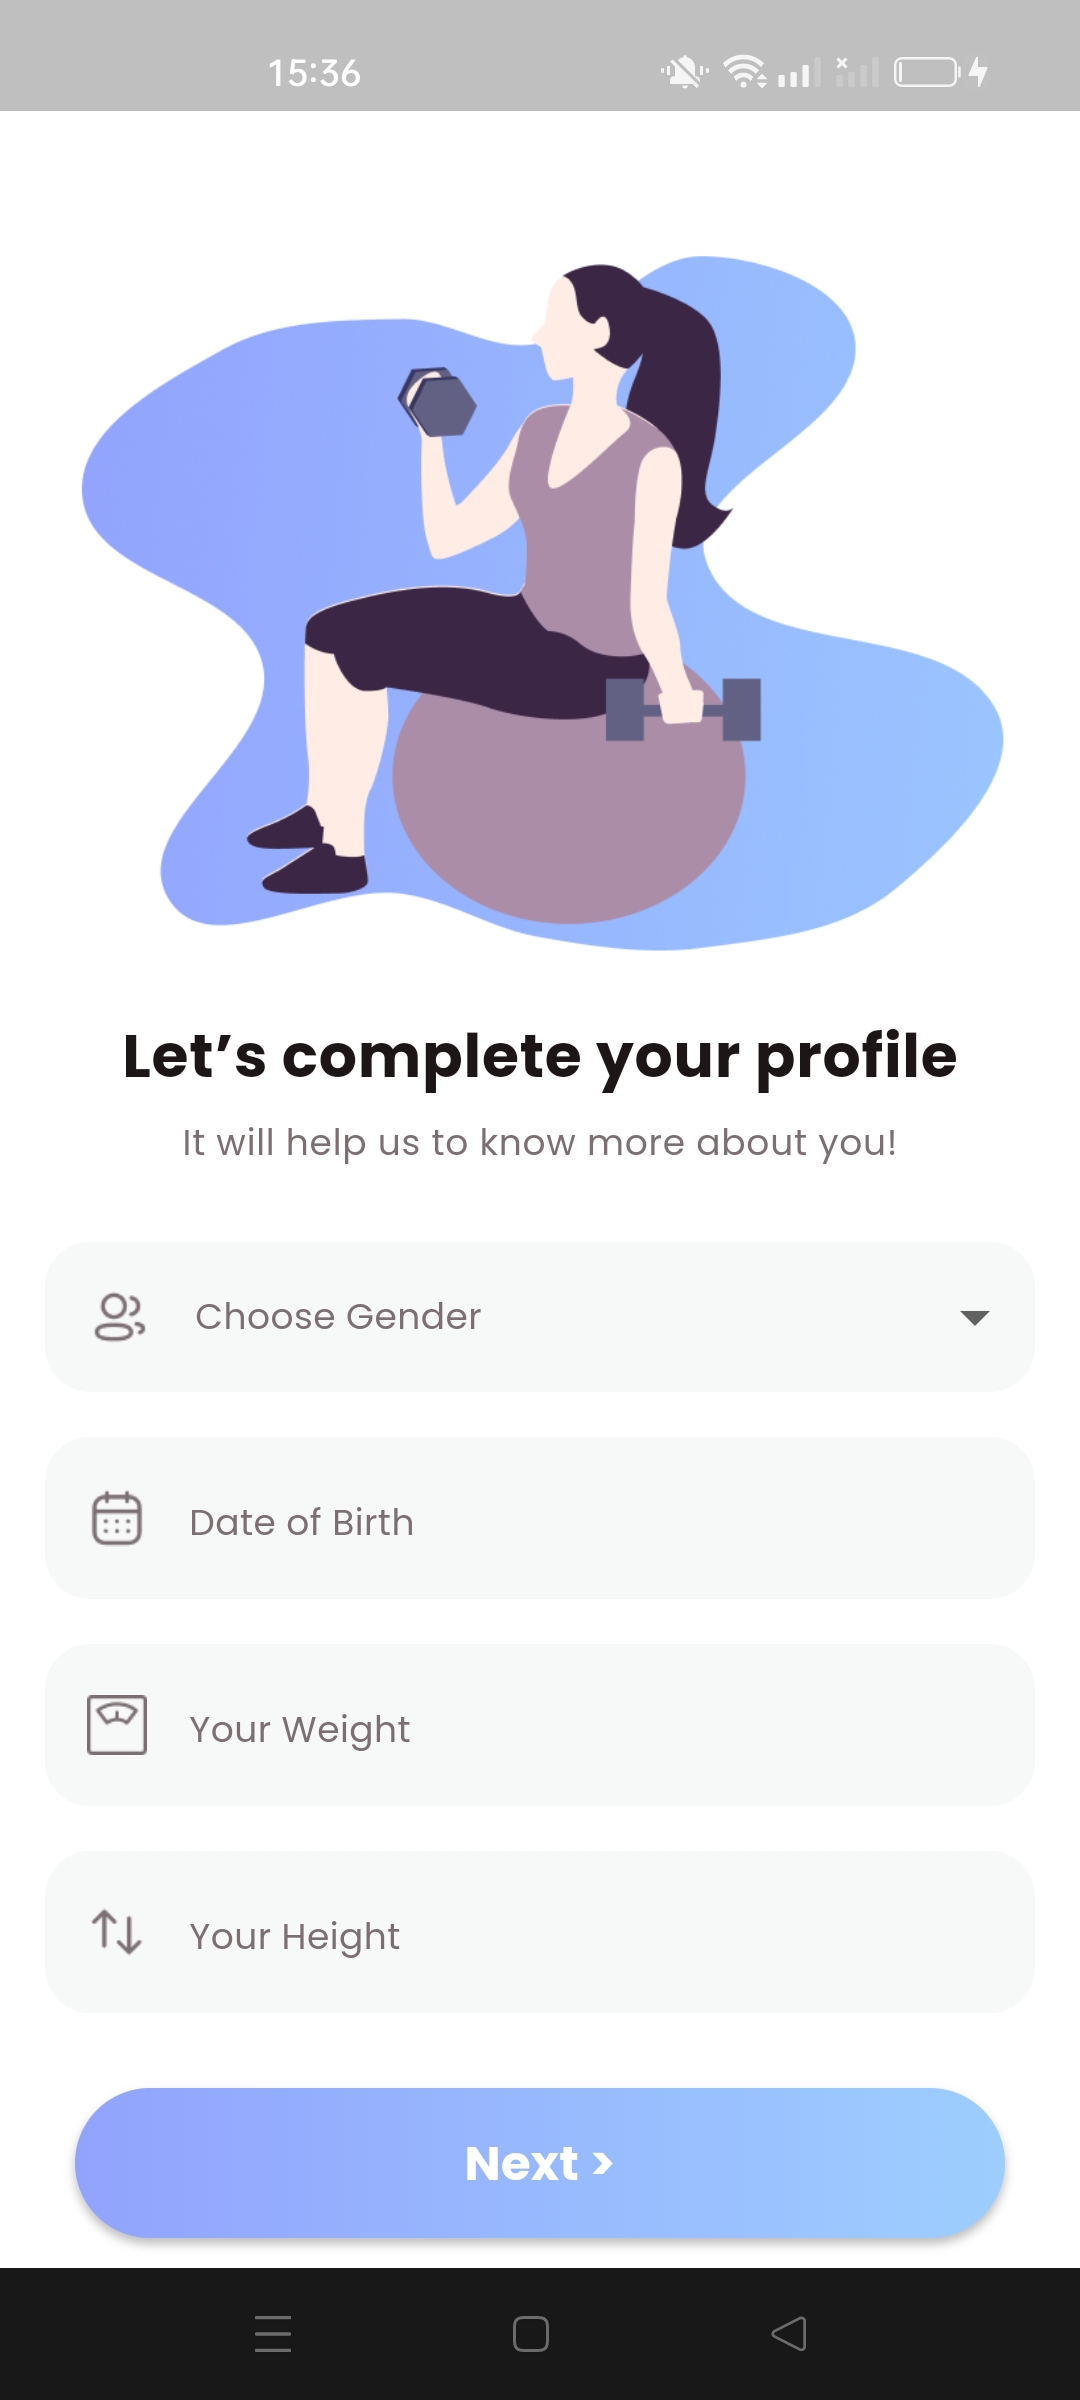 15:36
Let’s complete your profile
It will help us to know more about you!
Choose Gender
Date of Birth
Your Weight
Your Height
Next >